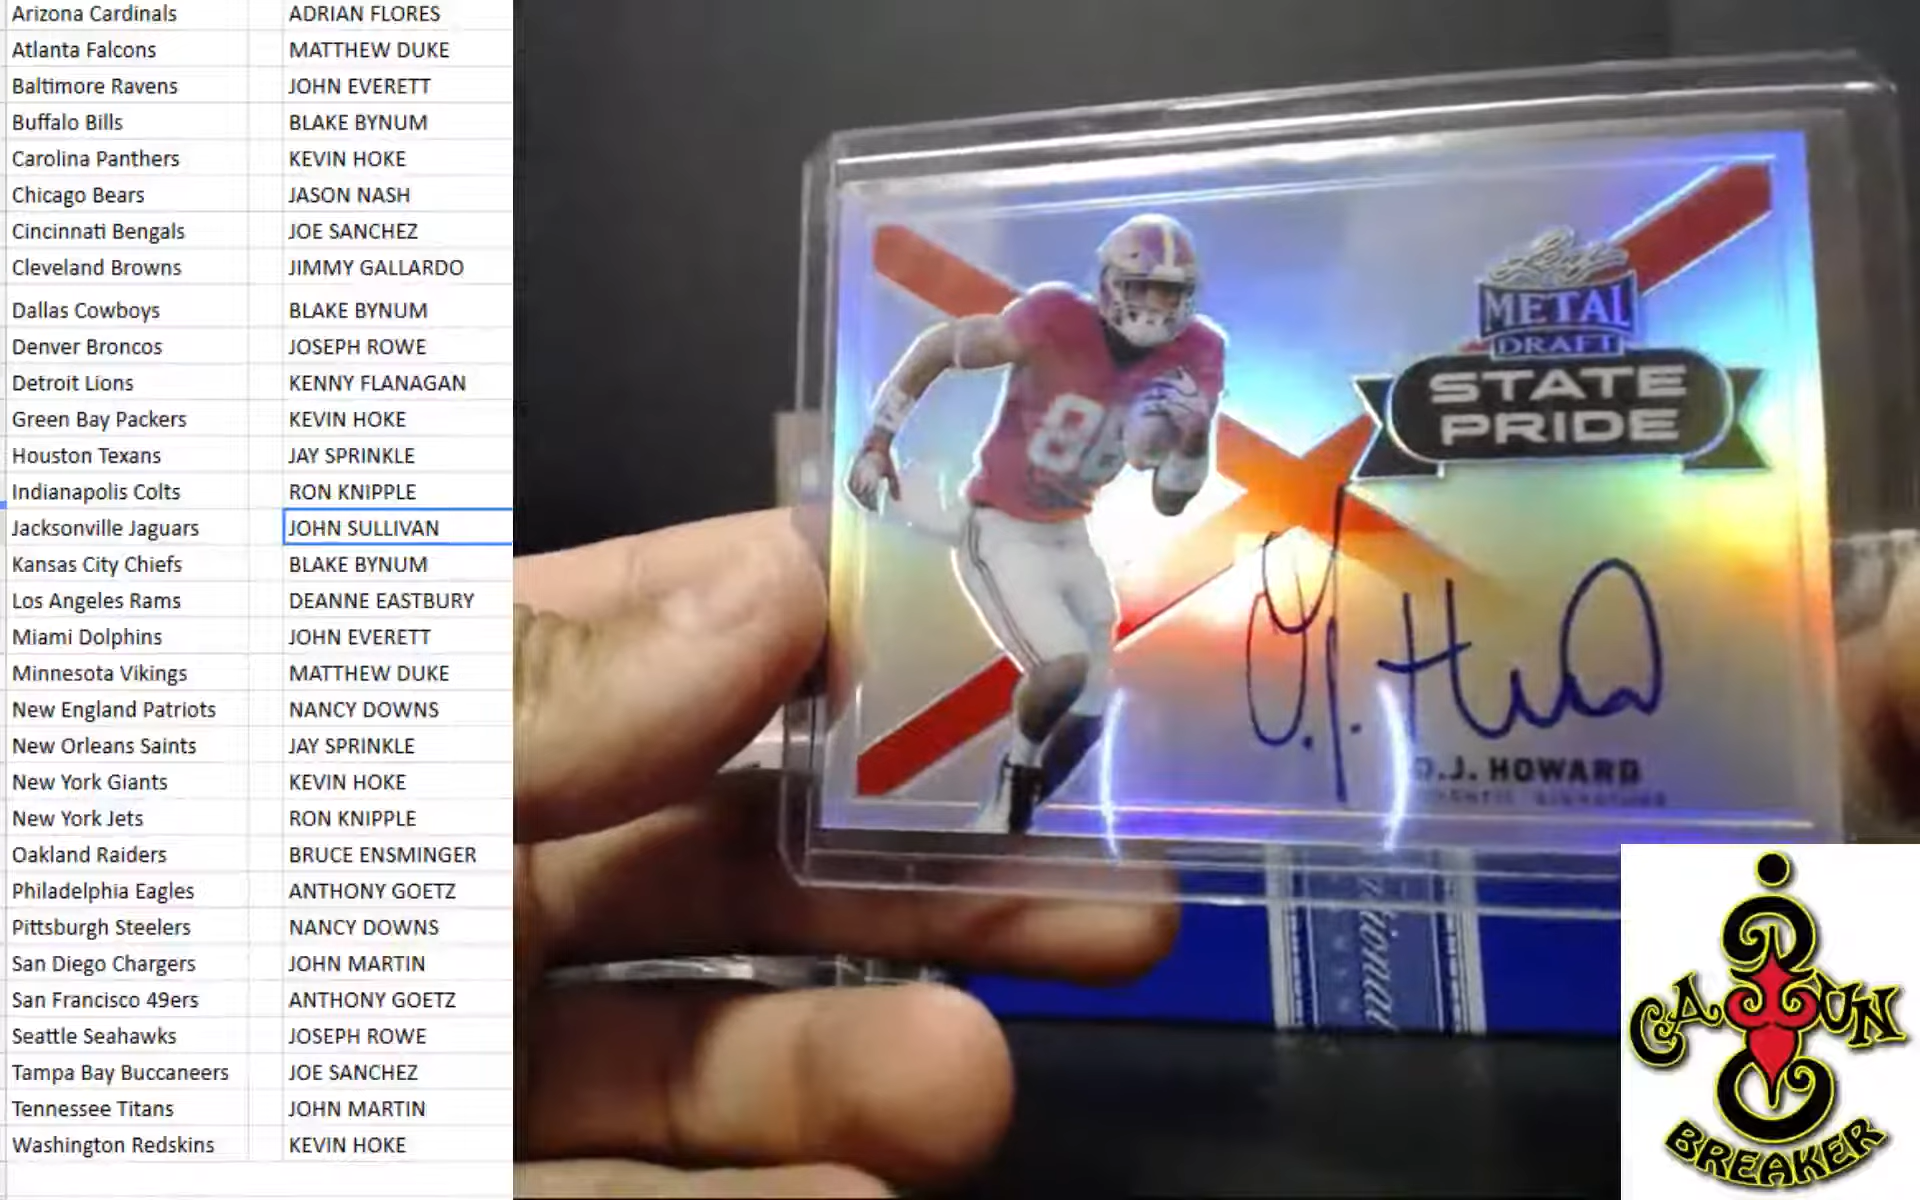 Arizona Cardinals ADRIAN FLORES
Atlanta Falcons MATTHEW DUKE
Baltimore Ravens JOHN EVERETT
Buffalo Bills BLAKE BYNUM
Carolina Panthers KEVIN HOKE
Chicago Bears JASON NASH
Cincinnati Bengals JOE SANCHEZ
Cleveland Browns JIMMY GALLARDO
Dallas Cowboys BLAKE BYNUM
Denver Broncos JOSEPH ROWE
Detroit Lions KENNY FLANAGAN
Green Bay Packers KEVIN HOKE
Houston Texans JAY SPRINKLE
Indianapolis Colts RON KNIPPLE
Jacksonville Jaguars JOHN SULLIVAN
Kansas City Chiefs BLAKE BYNUM
Los Angeles Rams DEANNE EASTBURY
Miami Dolphins JOHN EVERETT
Minnesota Vikings MATTHEW DUKE
New England Patriots NANCY DOWNS
New Orleans Saints JAY SPRINKLE
New York Giants KEVIN HOKE
New York Jets RON KNIPPLE
Oakland Raiders BRUCE ENSMINGER
Philadelphia Eagles ANTHONY GOETZ
Pittsburgh Steelers NANCY DOWNS
San Diego Chargers JOHN MARTIN
San Francisco 49ers ANTHONY GOETZ
Seattle Seahawks JOSEPH ROWE
Tampa Bay Buccaneers JOE SANCHEZ
Tennessee Titans JOHN MARTIN
Washington Redskins KEVIN HOKE
Leaf
METAL
DRAFT
STATE
PRIDE
88
O.J. HOWARD
CAJUN
BREAKER